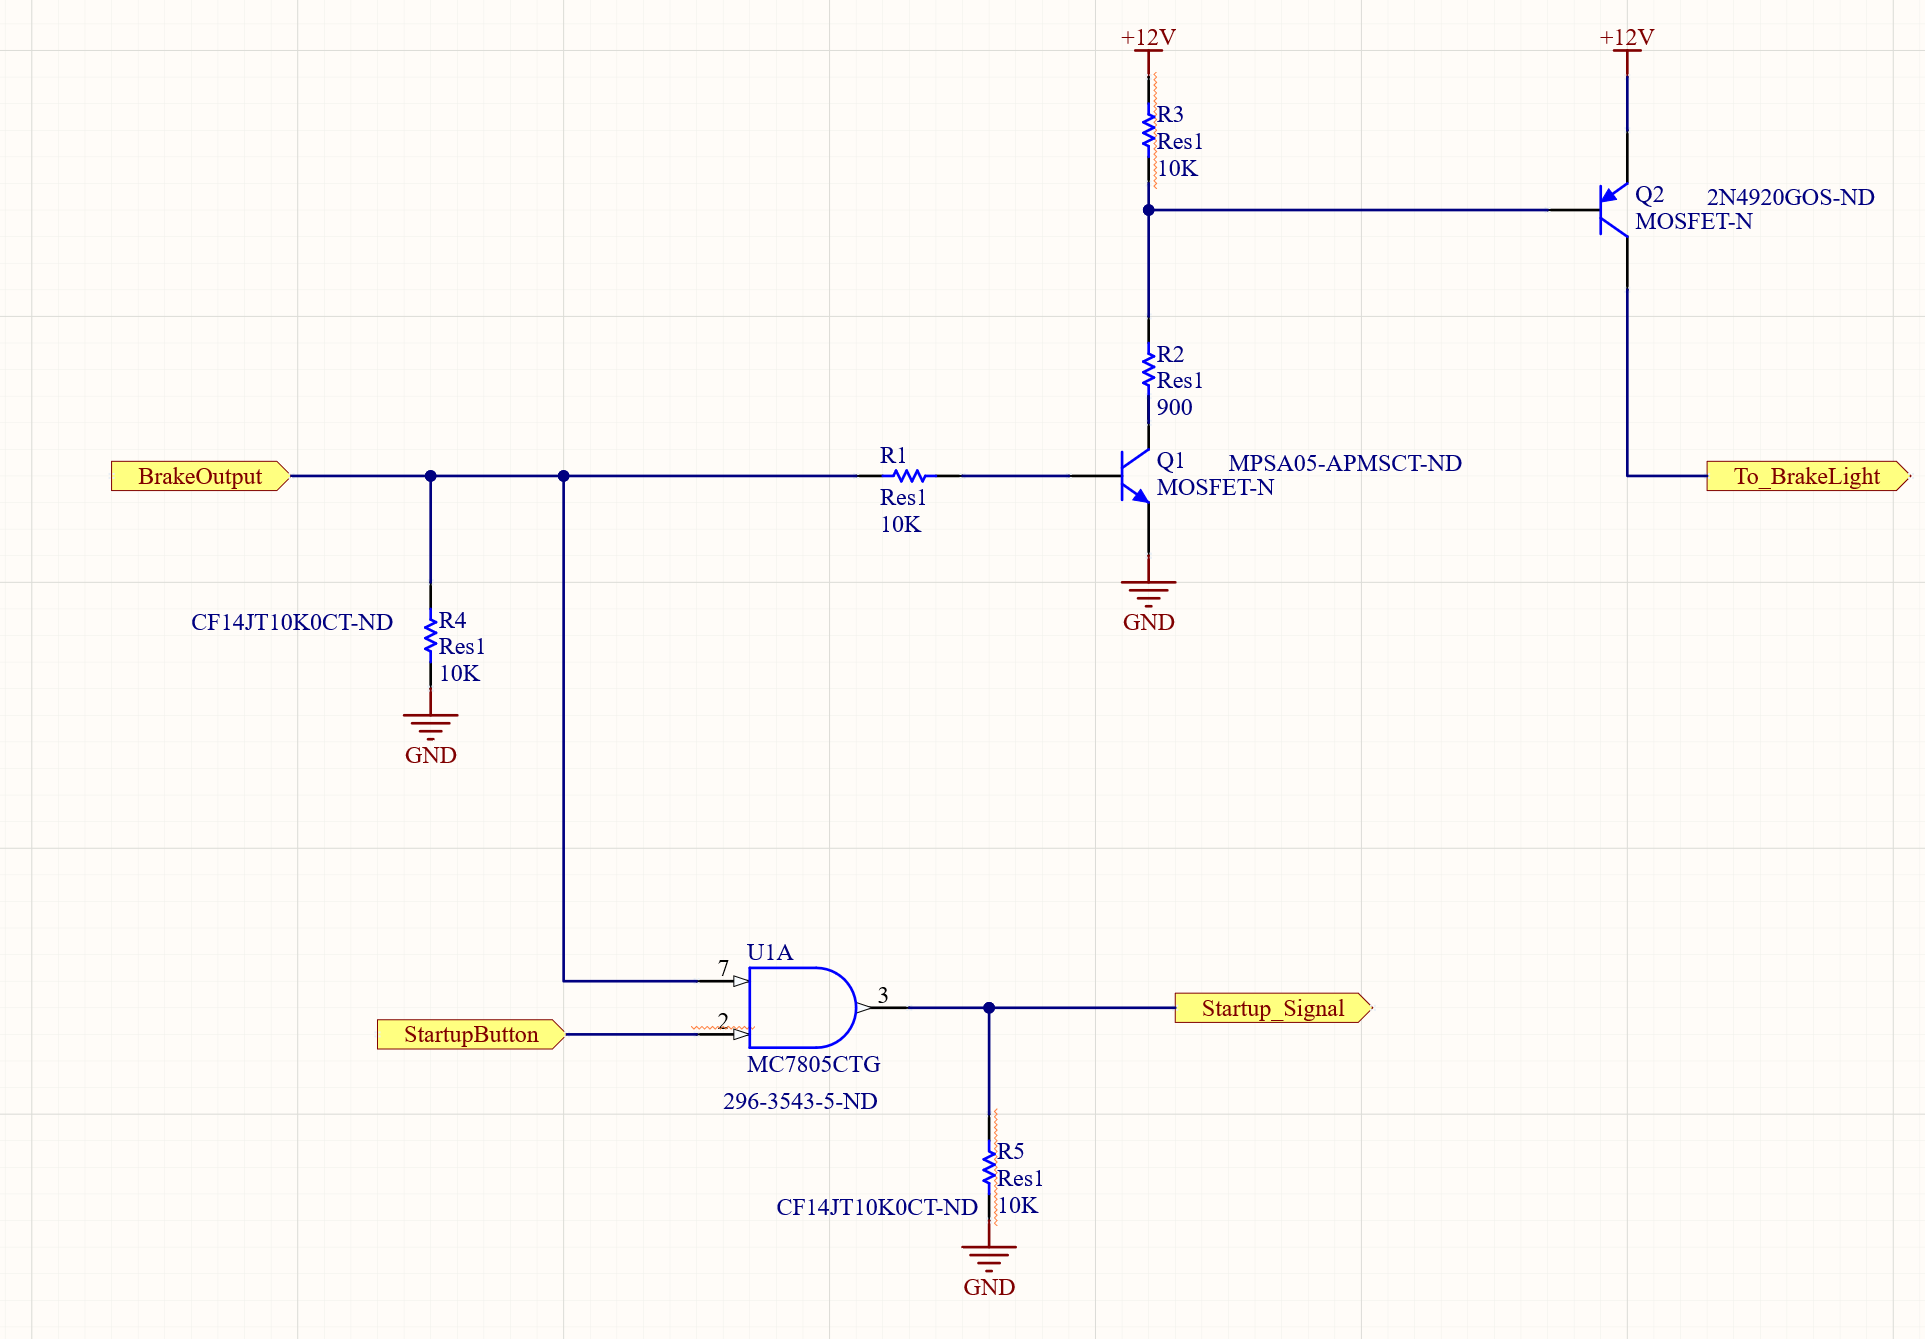 +12V
+12V
R3
Res1
10K
Q2
2N4920GOS-ND
MOSFET-N
R2
Res1
900
BrakeOutput
R1
Res1
10K
Q1
MPSA05-APMSCT-ND
MOSFET-N
To_BrakeLight
GND
CF14JT10K0CT-ND
R4
Res1
10K
GND
U1A
7
2
3
StartupButton
Startup_Signal
MC7805CTG
296-3543-5-ND
R5
Res1
10K
CF14JT10K0CT-ND
GND